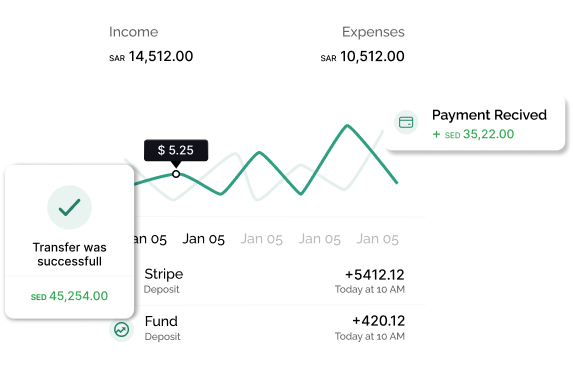 Income
Expenses
SAR 14,512.00
SAR 10,512.00
Payment Recived
+ SED 35,22.00
$ 5.25
Transfer was
successfull
SED 45,254.00
an 05 Jan 05 Jan 05 Jan 05 Jan 05
Stripe
+5412.12
Deposit
Today at 10 AM
Fund
+420.12
Deposit
Today at 10 AM